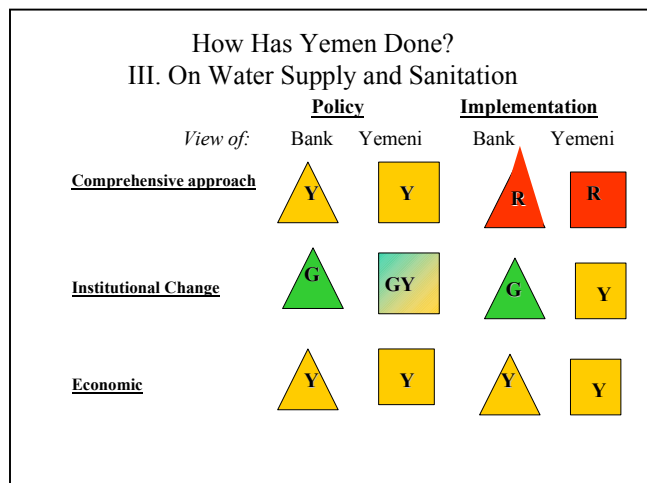 How Has Yemen Done?
III. On Water Supply and Sanitation
Policy Implementation
View of: Bank Yemeni Bank Yemeni
Comprehensive approach Y Y R R
Institutional Change G GY G Y
Economic Y Y Y Y